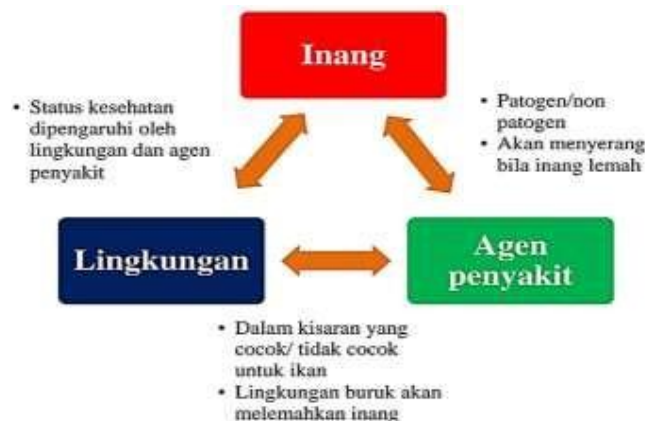 Inang
• Status kesehatan
dipengaruhi oleh
lingkungan dan agen
penyakit
• Patogen/non
patogen
• Akan menyerang
bila inang lemah
Lingkungan
Agen
penyakit
• Dalam kisaran yang
cocok/ tidak cocok
untuk ikan
• Lingkungan buruk akan
melemahkan inang